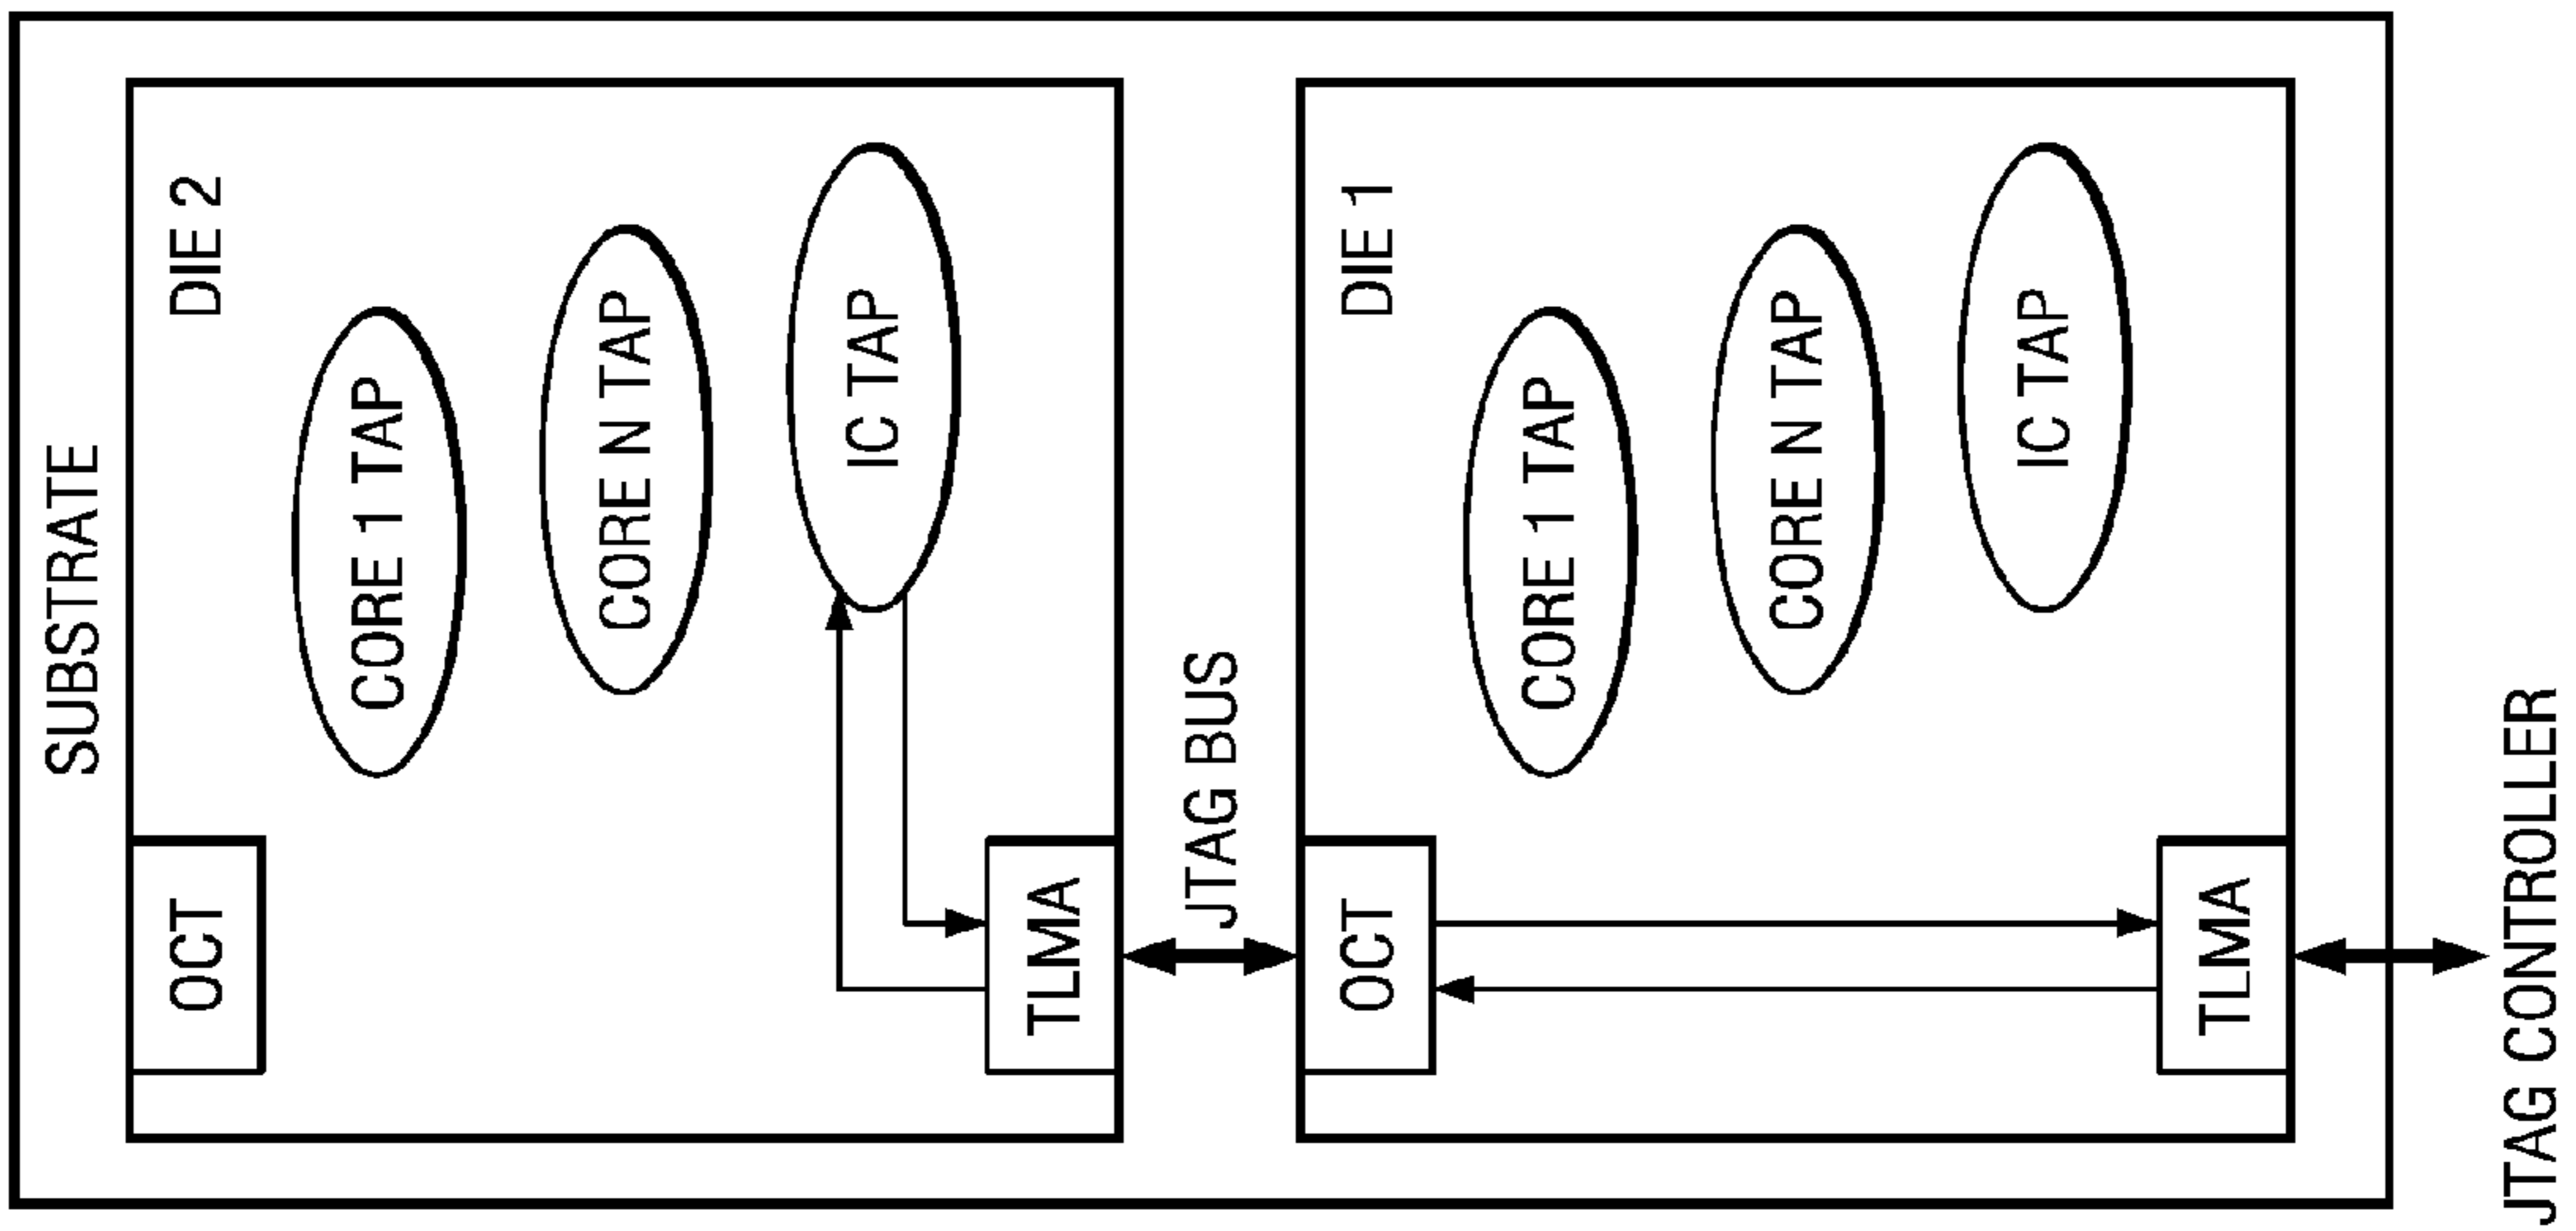 SUBSTRATE
DIE 2
OCT
CORE 1 TAP
CORE N TAP
IC TAP
TLMA
JTAG BUS
DIE 1
OCT
CORE 1 TAP
CORE N TAP
IC TAP
TLMA
JTAG CONTROLLER